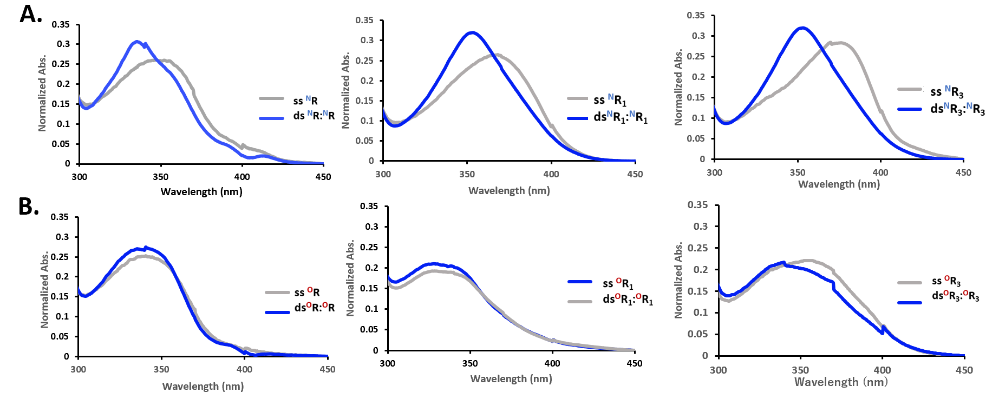 A.
0.35
0.3
0.25
0.2
0.15
0.1
0.05
0
300 350 400 450
Normalized Abs.
Wavelength (nm)
ss ᴺR
ds ᴺR:ᴺR
0.35
0.3
0.25
0.2
0.15
0.1
0.05
0
300 350 400 450
Normalized Abs.
Wavelength (nm)
ss ᴺR₁
dsᴺR₁:ᴺR₁
0.35
0.3
0.25
0.2
0.15
0.1
0.05
0
300 350 400 450
Normalized Abs.
Wavelength (nm)
ss ᴺR₃
dsᴺR₃:ᴺR₃
B.
0.35
0.3
0.25
0.2
0.15
0.1
0.05
0
300 350 400 450
Normalized Abs.
Wavelength (nm)
ss ᴼR
dsᴼR:ᴼR
0.35
0.3
0.25
0.2
0.15
0.1
0.05
0
300 350 400 450
Normalized Abs.
Wavelength (nm)
ss ᴼR₁
dsᴼR₁:ᴼR₁
0.35
0.3
0.25
0.2
0.15
0.1
0.05
0
300 350 400 450
Normalized Abs.
Wavelength (nm)
ss ᴼR₃
dsᴼR₃:ᴼR₃